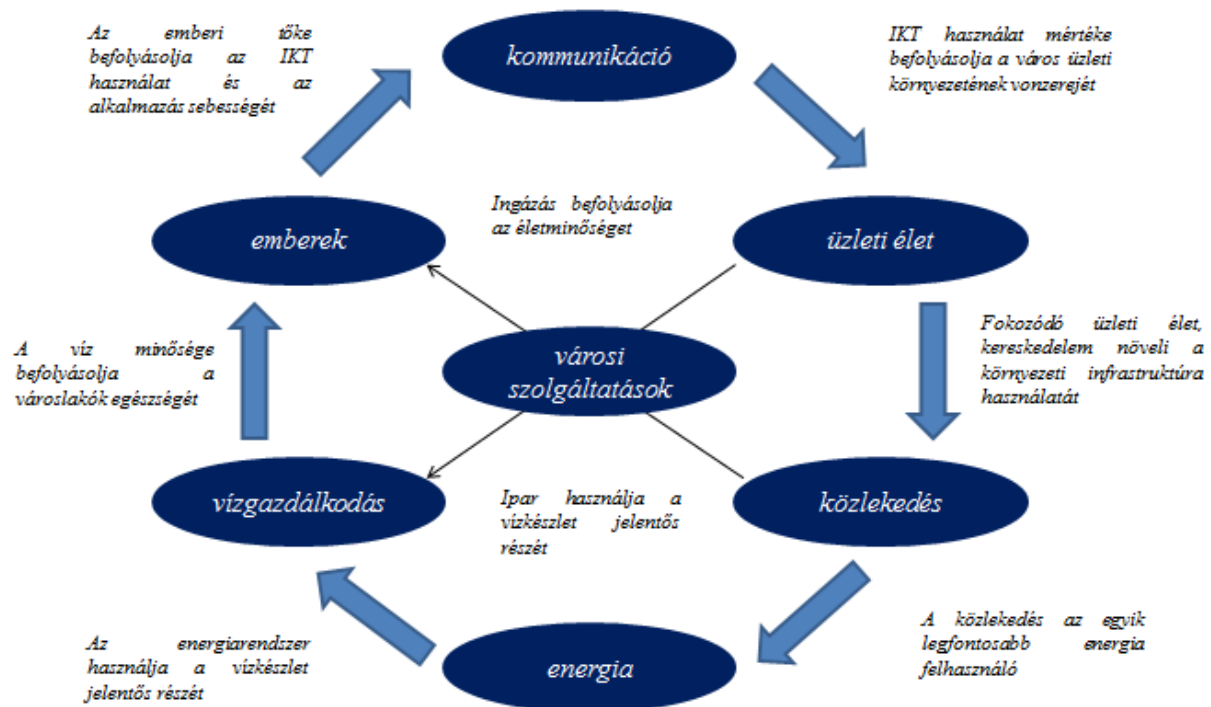 Az emberi tőke
befolyásolja az IKT
használat és az
alkalmazás sebességét
kommunikáció
IKT használat mértéke
befolyásolja a város üzleti
környezetének vonzerejét
emberek
Ingázás befolyásolja
az életminőséget
üzleti élet
A víz minősége
befolyásolja a
városlakók egészségét
városi
szolgáltatások
Fokozódó üzleti élet,
kereskedelem növeli a
környezeti infrastruktúra
használatát
vízgazdálkodás
Ipar használja a
vízkészlet jelentős
részét
közlekedés
Az energiarendszer
használja a vízkészlet
jelentős részét
energia
A közlekedés az egyik
legfontosabb energia
felhasználó